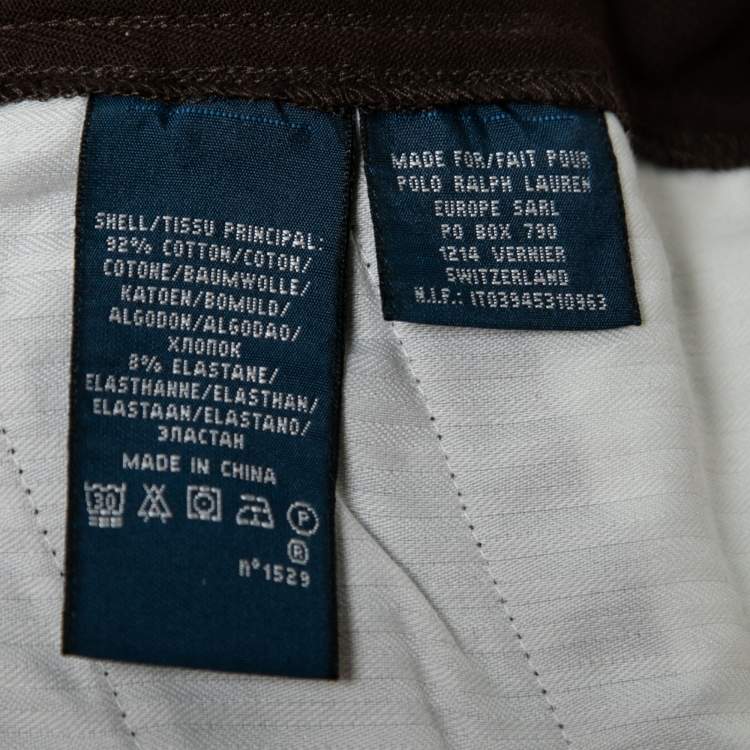 SHELL/TISSU PRINCIPAL:
92% COTTON/COTON/
COTONE/BAUMWOLLE/
KATOEN/BOMULD/
ALGODON/ALGODAO/
ХЛОПОК
8% ELASTANE/
ELASTHANNE/ELASTHAN/
ELASTAAN/ELASTANO/
ЭЛАСТАН
MADE IN CHINA
30 P
®
n°1529
MADE FOR/FAIT POUR
POLO RALPH LAUREN
EUROPE SARL
PO BOX 790
1214 VERNIER
SWITZERLAND
N.I.F.: IT03945310963